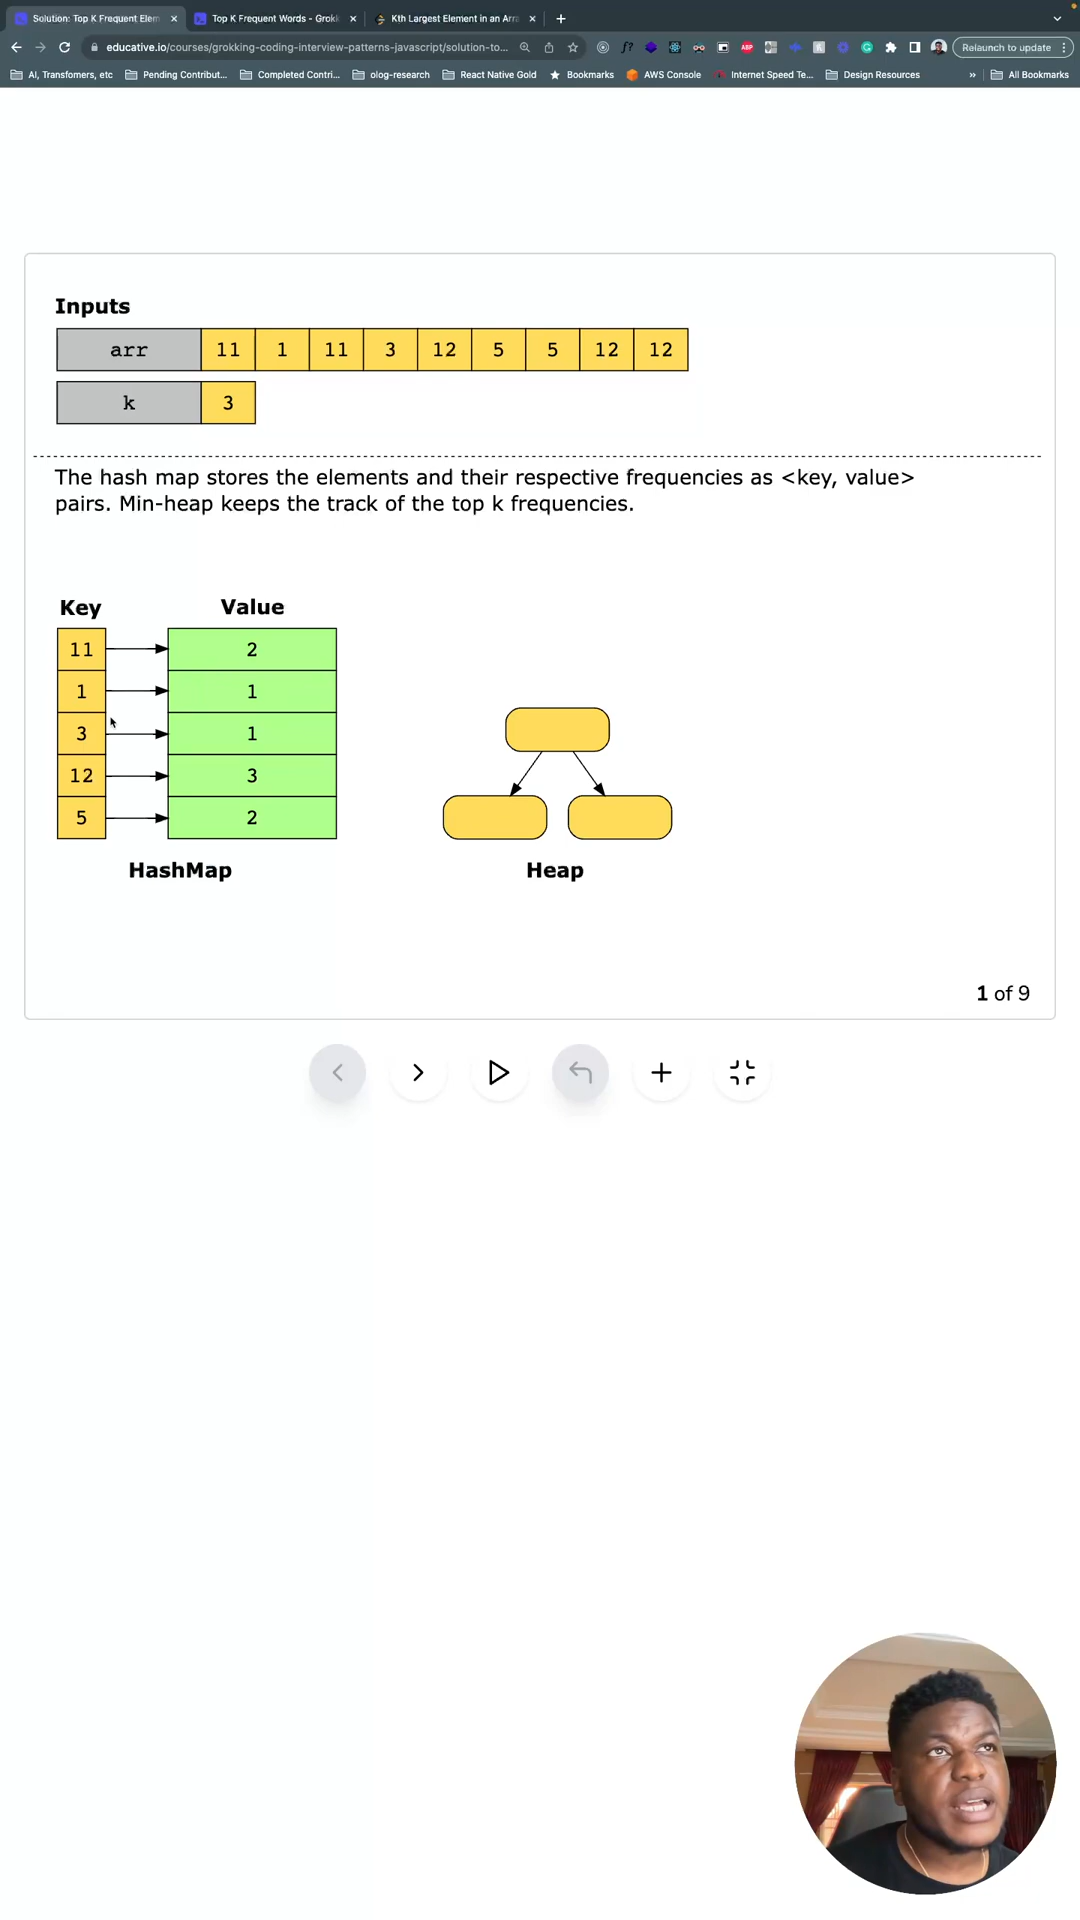 Solution: Top K Frequent Elem
Top K Frequent Words - Grokk
Kth Largest Element in an Arra
educative.io/courses/grokking-coding-interview-patterns-javascript/solution-to...
Relaunch to update
AI, Transfomers, etc
Pending Contribut...
Completed Contri...
olog-research
React Native Gold
Bookmarks
AWS Console
Internet Speed Te...
Design Resources
»
All Bookmarks
Inputs
arr 11 1 11 3 12 5 5 12 12
k 3
The hash map stores the elements and their respective frequencies as <key, value>
pairs. Min-heap keeps the track of the top k frequencies.
Key Value
11 2
1 1
3 1
12 3
5 2
HashMap
Heap
1 of 9